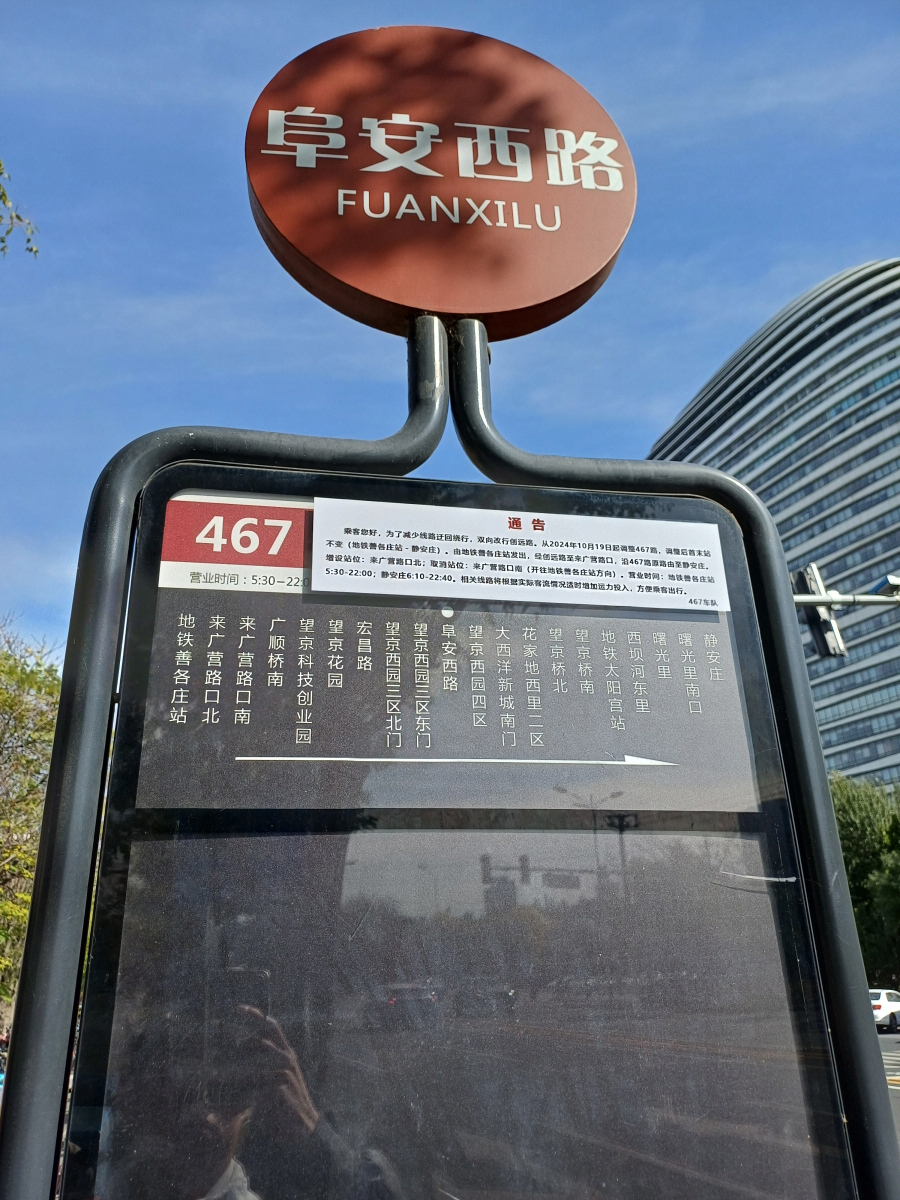 阜安西路
FUANXILU
467
营业时间：5:30—22:0
通告
乘客您好，为了减少线路迂回绕行，双向改行创远路。从2024年10月19日起调整467路，调整后首末站
不变（地铁善各庄站-静安庄）。由地铁善各庄站发出，经创远路至来广营路口，沿467路原路由至静安庄。
增设站位：来广营路口北；取消站位：来广营路口南（开往地铁善各庄站方向）。营业时间：地铁善各庄站
5:30-22:00；静安庄6:10-22:40。相关线路将根据实际客流情况适时增加运力投入，方便乘客出行。
467车队
地铁善各庄站
来广营路口北
来广营路口南
广顺桥南
望京科技创业园
望京花园
宏昌路
望京西园三区北门
望京西园三区东门
阜安西路
望京西园四区
大西洋新城南门
花家地西里二区
望京桥北
望京桥南
地铁太阳宫站
西坝河东里
曙光里
曙光里南口
静安庄